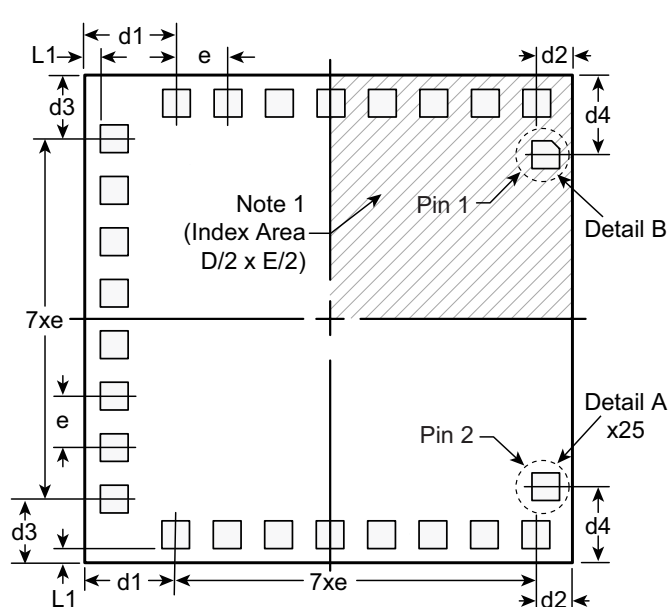 d1
L1
e
d2
d3
d4
Note 1
(Index Area
D/2 x E/2)
Pin 1
Detail B
7xe
e
Detail A
x25
Pin 2
d3
d4
d1
7xe
d2
L1